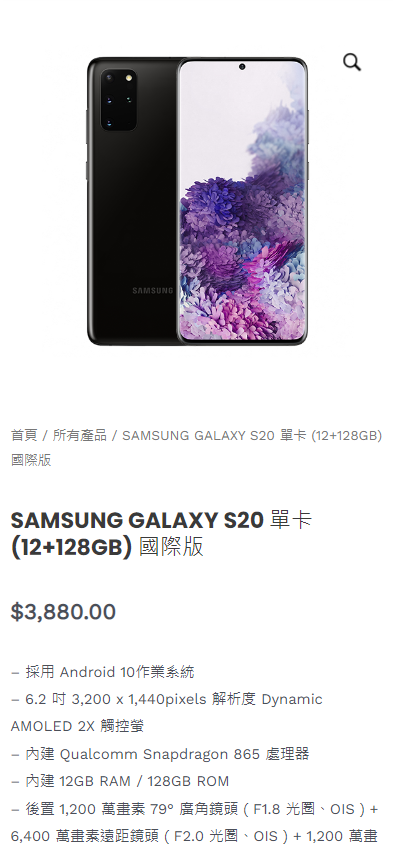 SAMSUNG
首頁 / 所有產品 / SAMSUNG GALAXY S20 單卡 (12+128GB)
國際版
SAMSUNG GALAXY S20 單卡
(12+128GB) 國際版
$3,880.00
– 採用 Android 10作業系統
– 6.2 吋 3,200 x 1,440pixels 解析度 Dynamic
AMOLED 2X 觸控螢
– 內建 Qualcomm Snapdragon 865 處理器
– 內建 12GB RAM / 128GB ROM
– 後置 1,200 萬畫素 79° 廣角鏡頭 ( F1.8 光圈、OIS ) +
6,400 萬畫素遠距鏡頭 ( F2.0 光圈、OIS ) + 1,200 萬畫